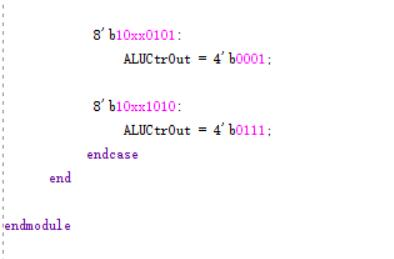 8'b10xx0101:
ALUCtrOut = 4'b0001;
8'b10xx1010:
ALUCtrOut = 4'b0111;
endcase
end
endmodule